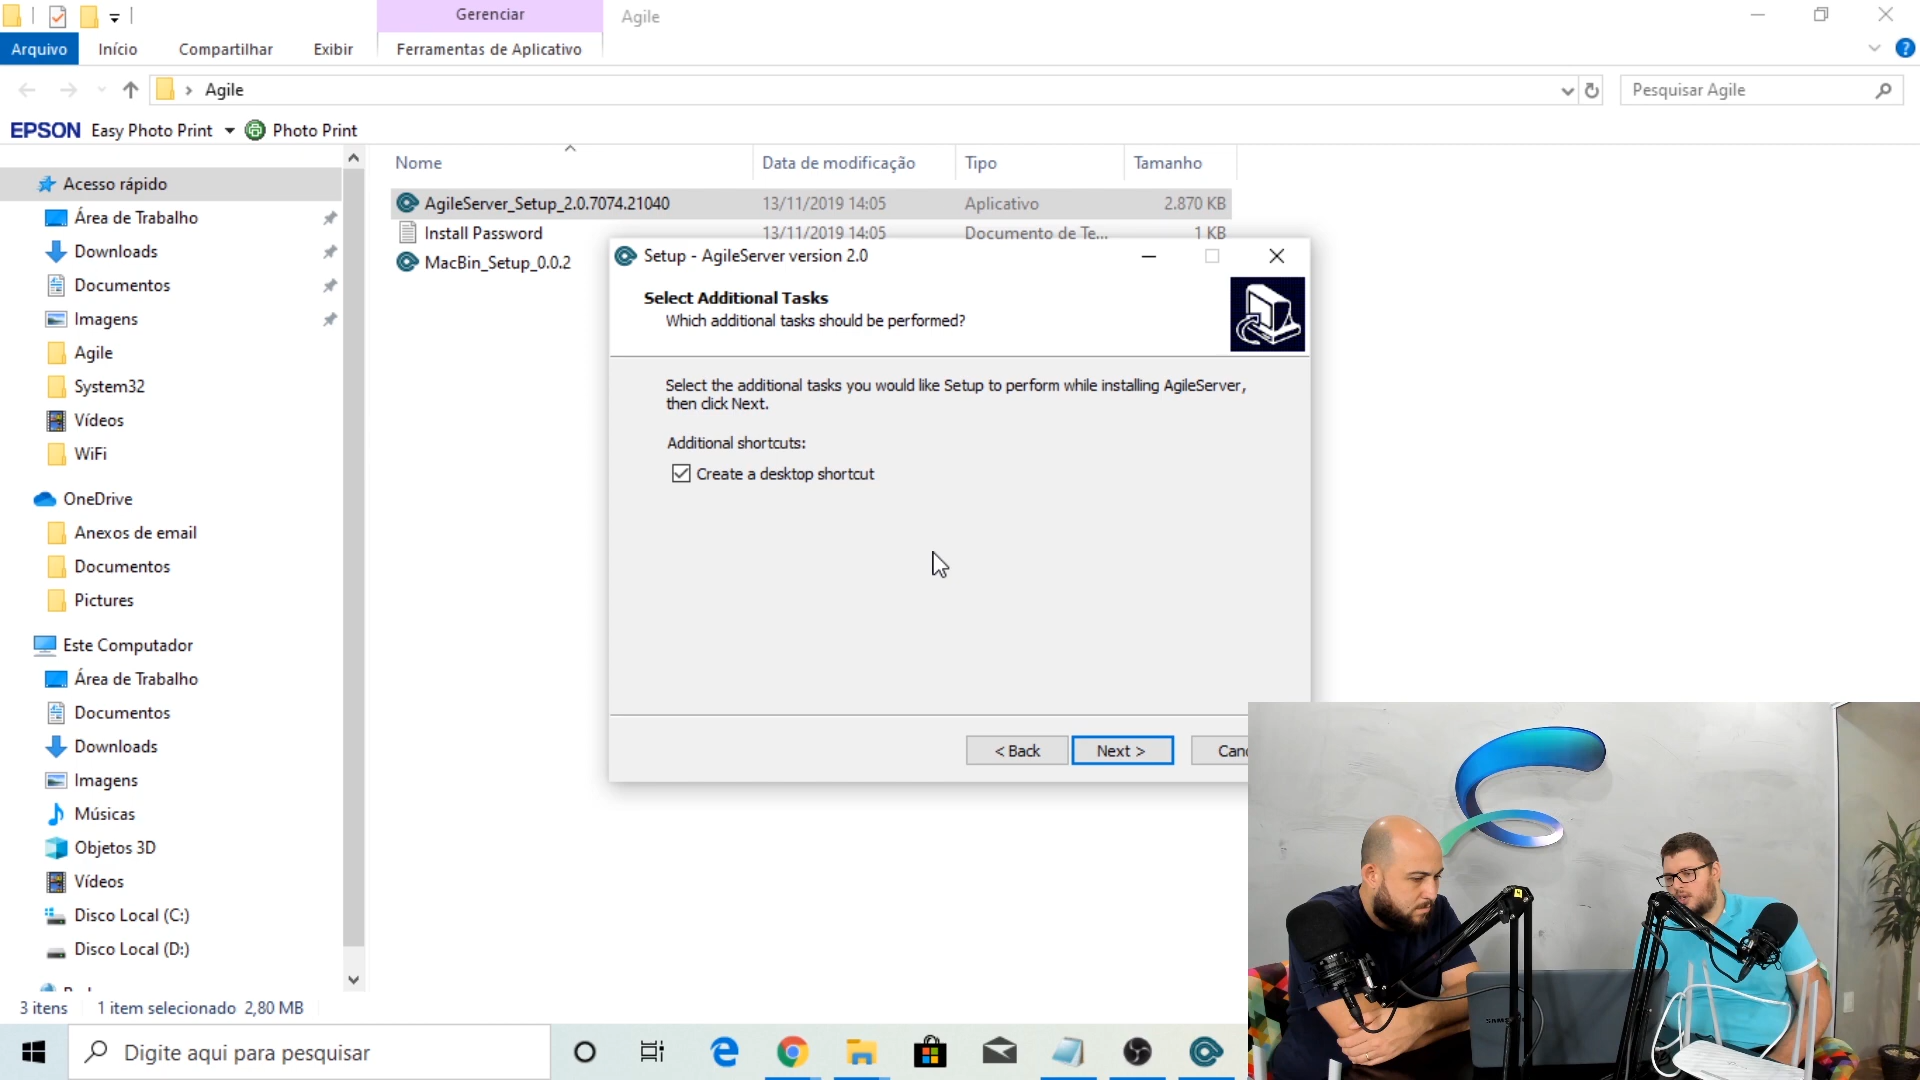 Gerenciar
Agile
Arquivo
Início
Compartilhar
Exibir
Ferramentas de Aplicativo
Agile
Pesquisar Agile
EPSON Easy Photo Print
Photo Print
Nome
Data de modificação
Tipo
Tamanho
Acesso rápido
Área de Trabalho
Downloads
Documentos
Imagens
Agile
System32
Vídeos
WiFi
OneDrive
Anexos de email
Documentos
Pictures
Este Computador
Área de Trabalho
Documentos
Downloads
Imagens
Músicas
Objetos 3D
Vídeos
Disco Local (C:)
Disco Local (D:)
AgileServer_Setup_2.0.7074.21040
13/11/2019 14:05
Aplicativo
2.870 KB
Install Password
13/11/2019 14:05
Documento de Te...
1 KB
MacBin_Setup_0.0.2
Setup - AgileServer version 2.0
Select Additional Tasks
Which additional tasks should be performed?
Select the additional tasks you would like Setup to perform while installing AgileServer,
then click Next.
Additional shortcuts:
Create a desktop shortcut
< Back
Next >
3 itens
1 item selecionado 2,80 MB
Digite aqui para pesquisar